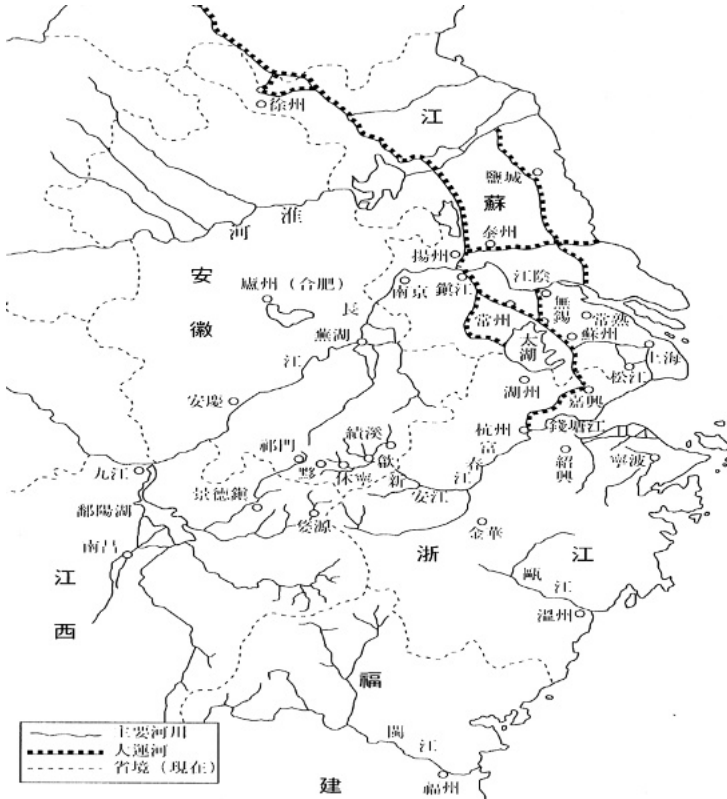 徐州
江
鹽城
蘇
淮
河
泰州
揚州
安
徽
廬州（合肥）
南京
鎮江
江陰
長
江
蕪湖
常州
無錫
常熟
蘇州
太湖
上海
松江
湖州
嘉興
安慶
杭州
錢塘江
績溪
祁門
黟
休寧
歙
新
安江
富
春
江
紹興
寧波
九江
景德鎮
婺源
鄱陽湖
金華
南昌
浙
江
甌
江
江
西
溫州
福
閩
江
建
福州
主要河川
大運河
省境（現在）